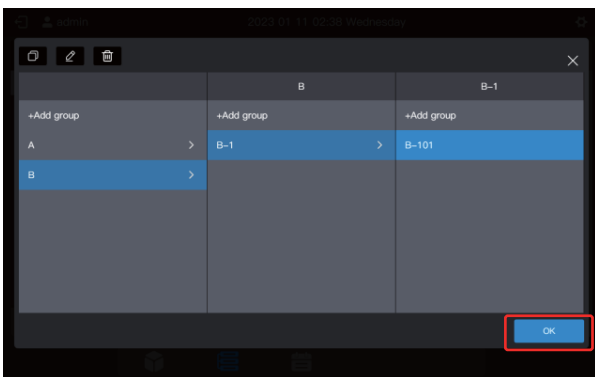 admin 2023 01 11 02:36 Wednesday
B B-1
+Add group +Add group +Add group
A B-1 B-101
B
OK